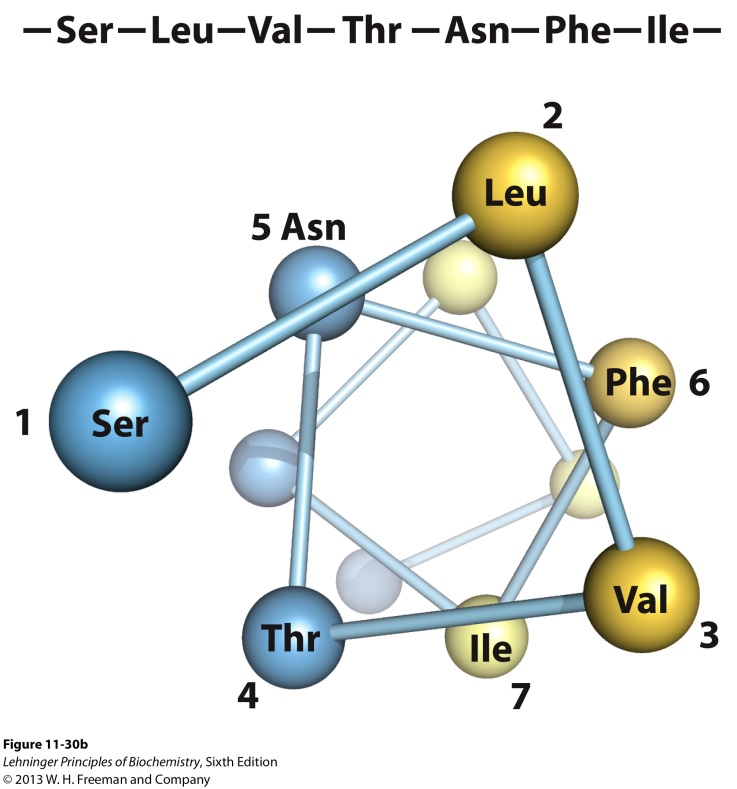 —Ser—Leu—Val—Thr—Asn—Phe—Ile—
2
Leu
5 Asn
Phe 6
1 Ser
Val
3
Thr
Ile
4
7
Figure 11-30b
Lehninger Principles of Biochemistry, Sixth Edition
© 2013 W. H. Freeman and Company